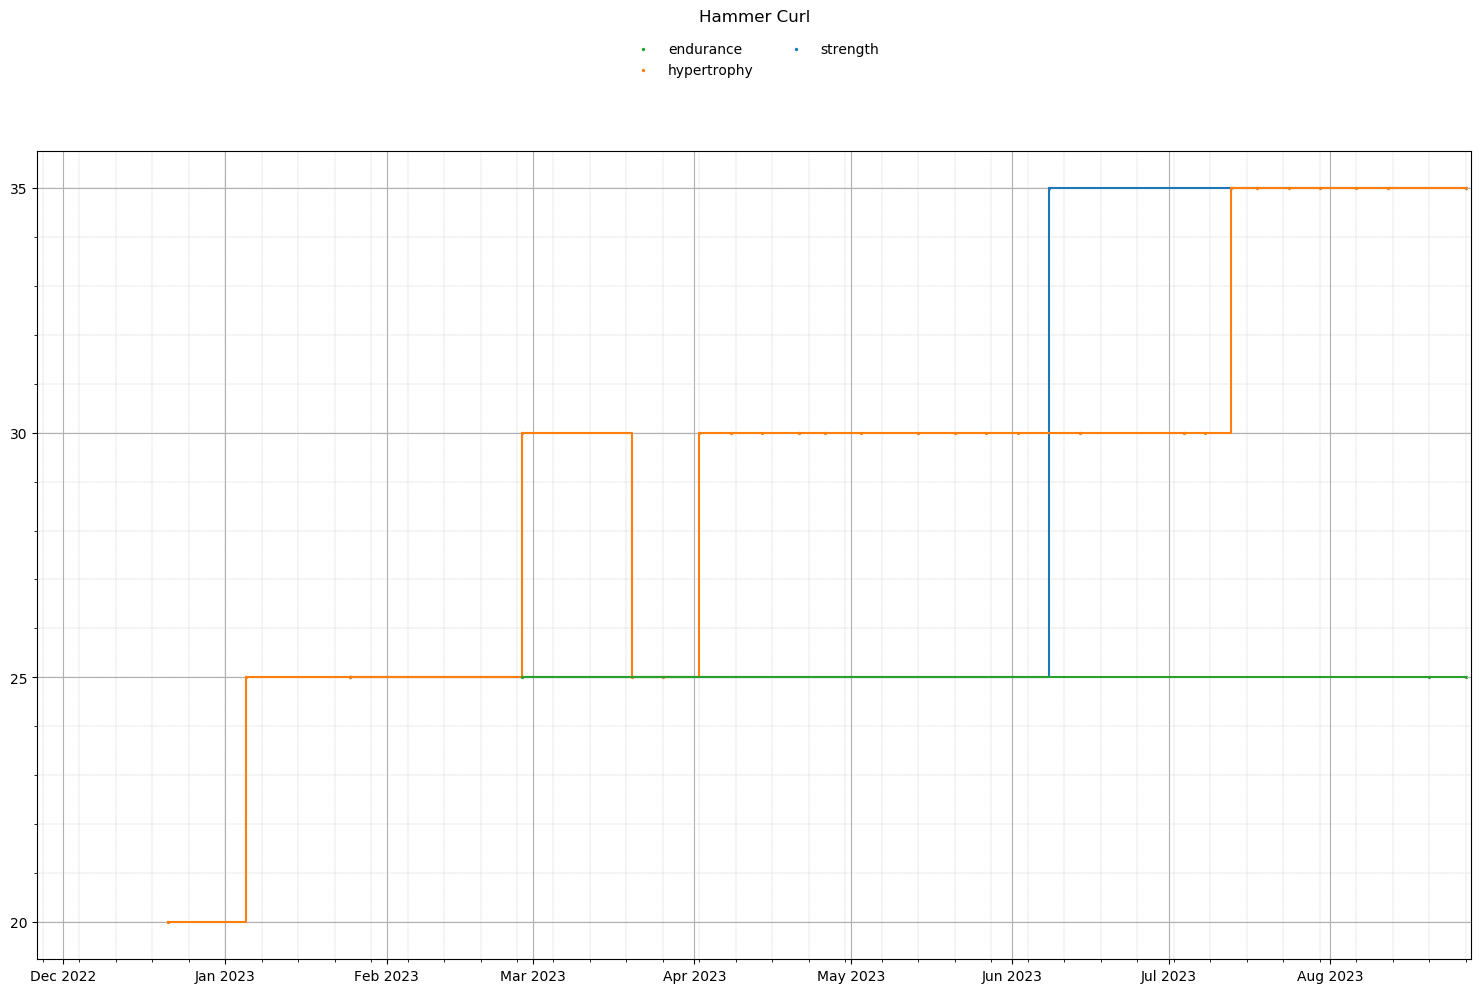 Hammer Curl
endurance
hypertrophy
strength
35
30
25
20
Dec 2022
Jan 2023
Feb 2023
Mar 2023
Apr 2023
May 2023
Jun 2023
Jul 2023
Aug 2023